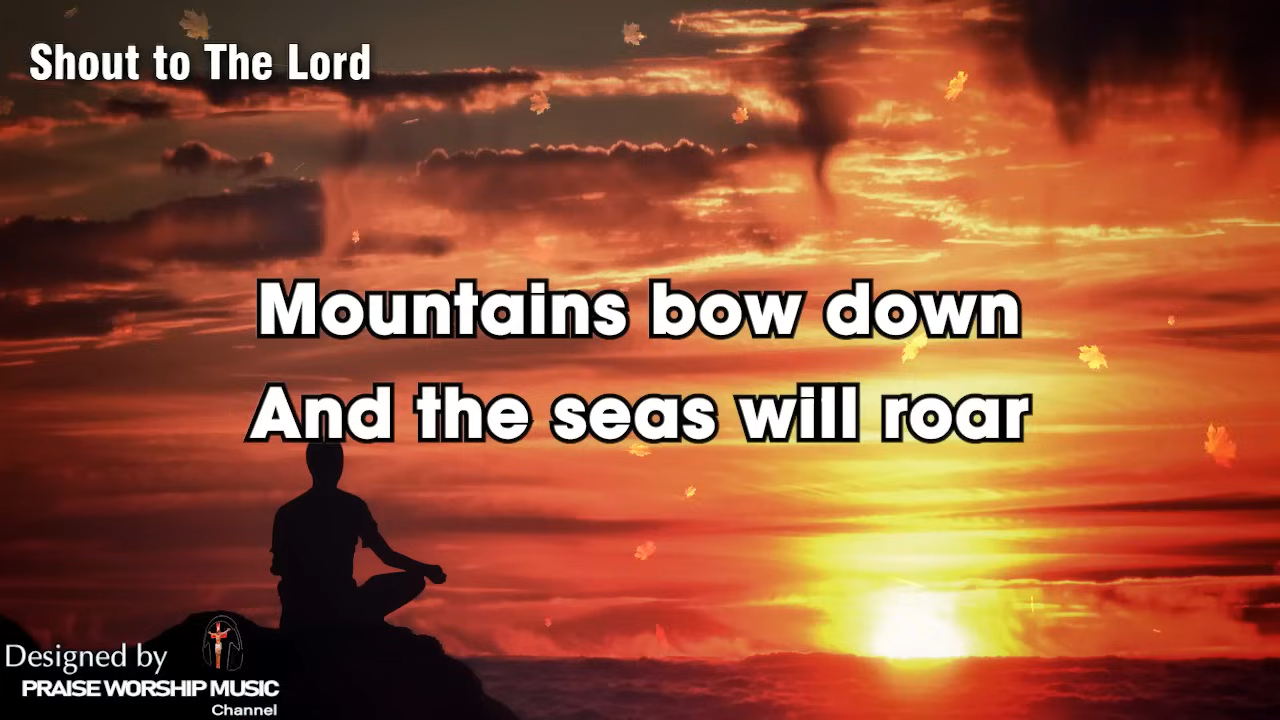 Shout to The Lord
Mountains bow down
And the seas will roar
Designed by
PRAISE WORSHIP MUSIC
Channel